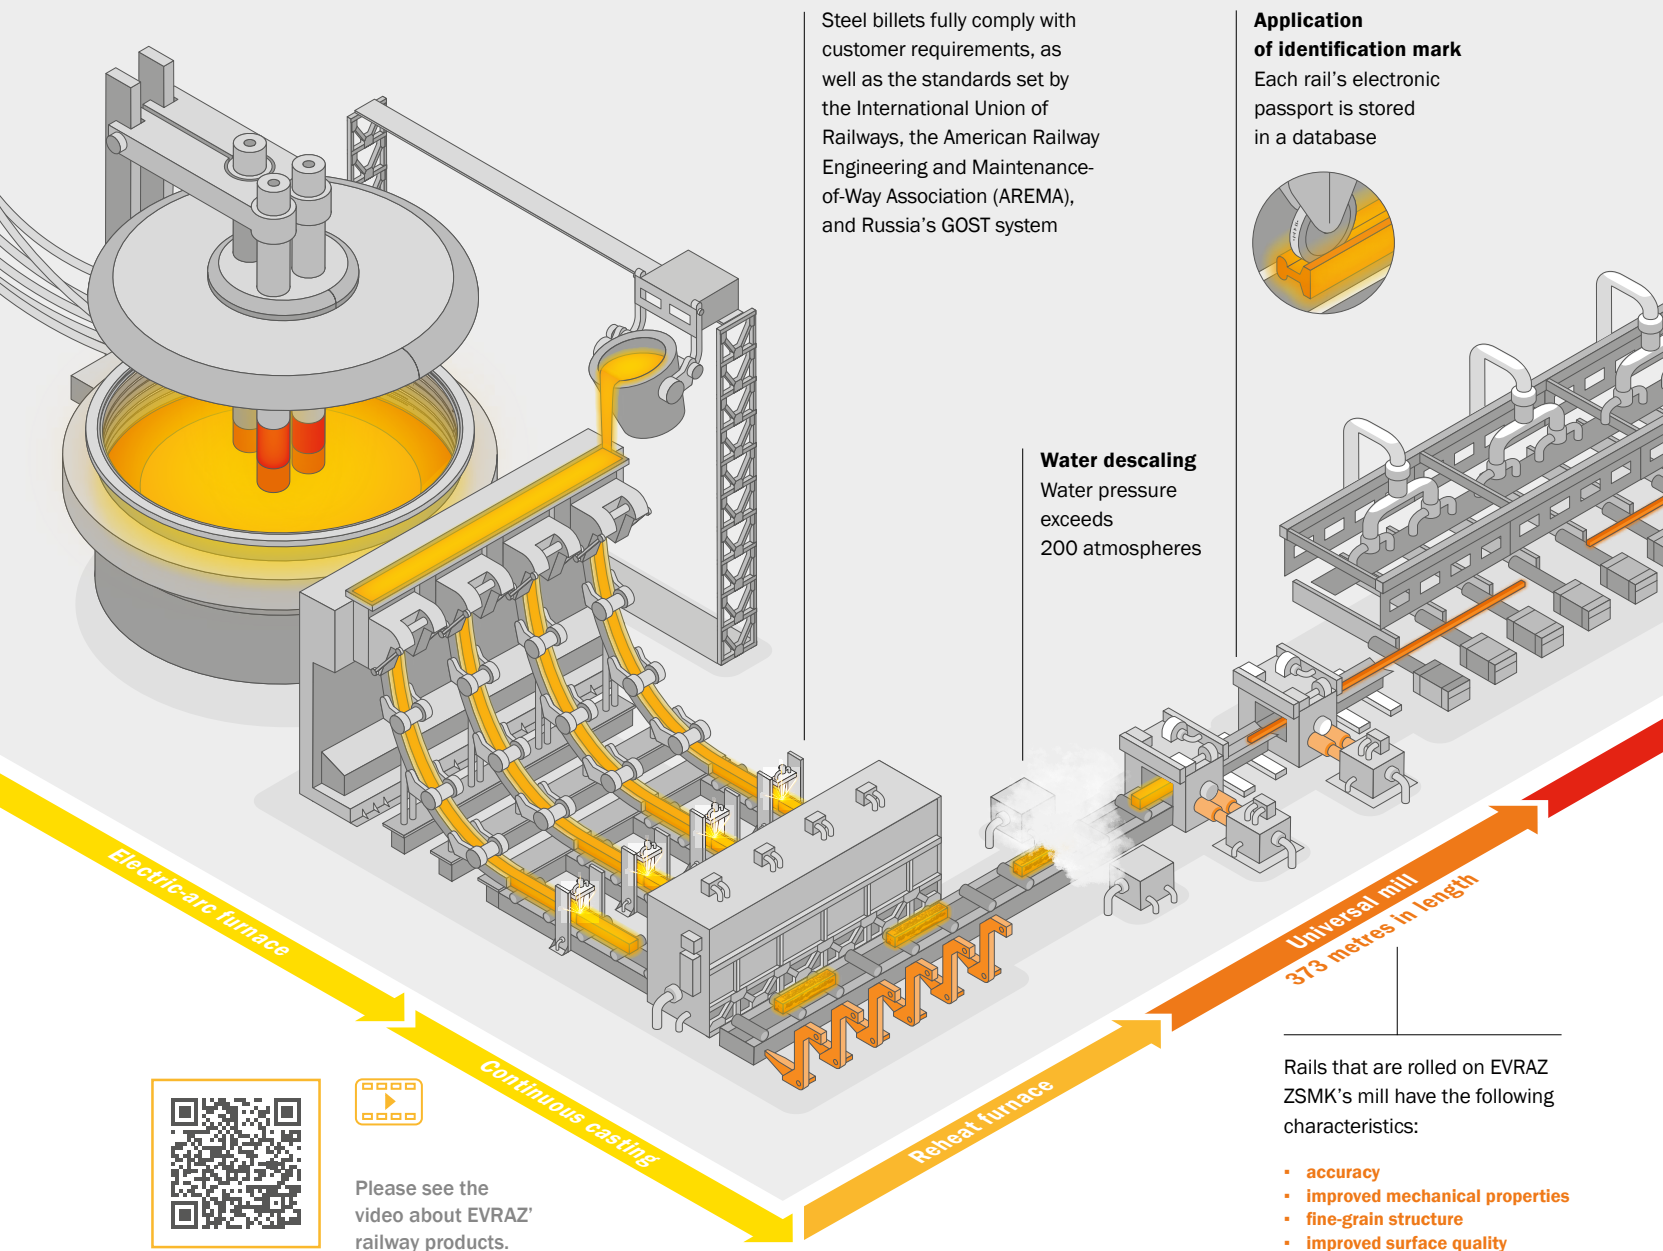 Steel billets fully comply with
customer requirements, as
well as the standards set by
the International Union of
Railways, the American Railway
Engineering and Maintenance-
of-Way Association (AREMA),
and Russia's GOST system
Application
of identification mark
Each rail's electronic
passport is stored
in a database
Water descaling
Water pressure
exceeds
200 atmospheres
Electric-arc furnace
Continuous casting
Reheat furnace
Universal mill
373 metres in length
Rails that are rolled on EVRAZ
ZSMK's mill have the following
characteristics:
▪ accuracy
▪ improved mechanical properties
▪ fine-grain structure
▪ improved surface quality
Please see the
video about EVRAZ'
railway products.